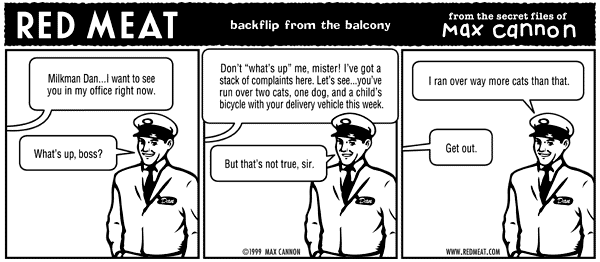 RED MEAT
backflip from the balcony
from the secret files of
Max cannon
Milkman Dan...I want to see
you in my office right now.
What's up, boss?
Dan
Don't "what's up" me, mister! I've got a
stack of complaints here. Let's see...you've
run over two cats, one dog, and a child's
bicycle with your delivery vehicle this week.
But that's not true, sir.
Dan
©1999 MAX CANNON
I ran over way more cats than that.
Get out.
Dan
WWW.REDMEAT.COM